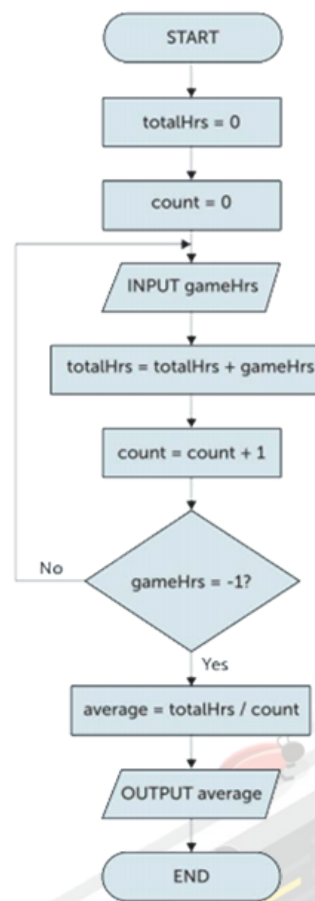 START
totalHrs = 0
count = 0
INPUT gameHrs
totalHrs = totalHrs + gameHrs
count = count + 1
gameHrs = -1?
No
Yes
average = totalHrs / count
OUTPUT average
END